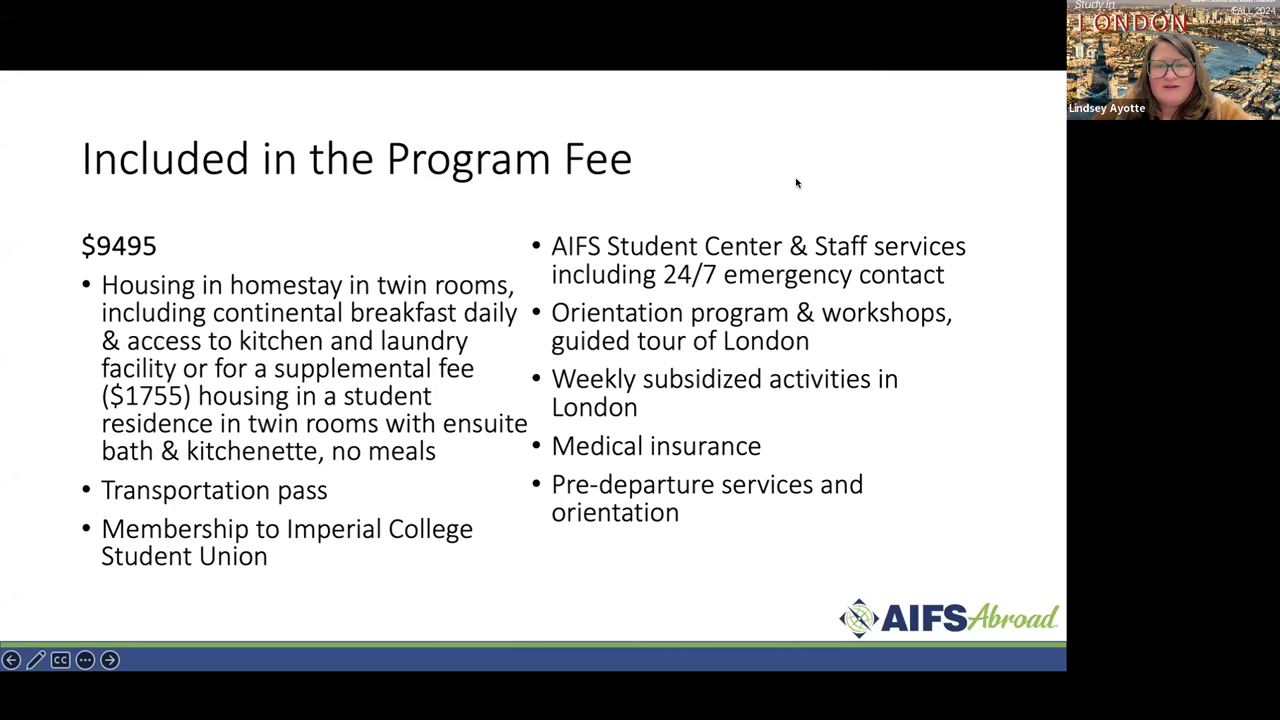 Included in the Program Fee
$9495
• Housing in homestay in twin rooms,
including continental breakfast daily
& access to kitchen and laundry
facility or for a supplemental fee
($1755) housing in a student
residence in twin rooms with ensuite
bath & kitchenette, no meals
• Transportation pass
• Membership to Imperial College
Student Union
• AIFS Student Center & Staff services
including 24/7 emergency contact
• Orientation program & workshops,
guided tour of London
• Weekly subsidized activities in
London
• Medical insurance
• Pre-departure services and
orientation
AIFS Abroad
CC
Study in
FALL 2024
LONDON
Lindsey Ayotte